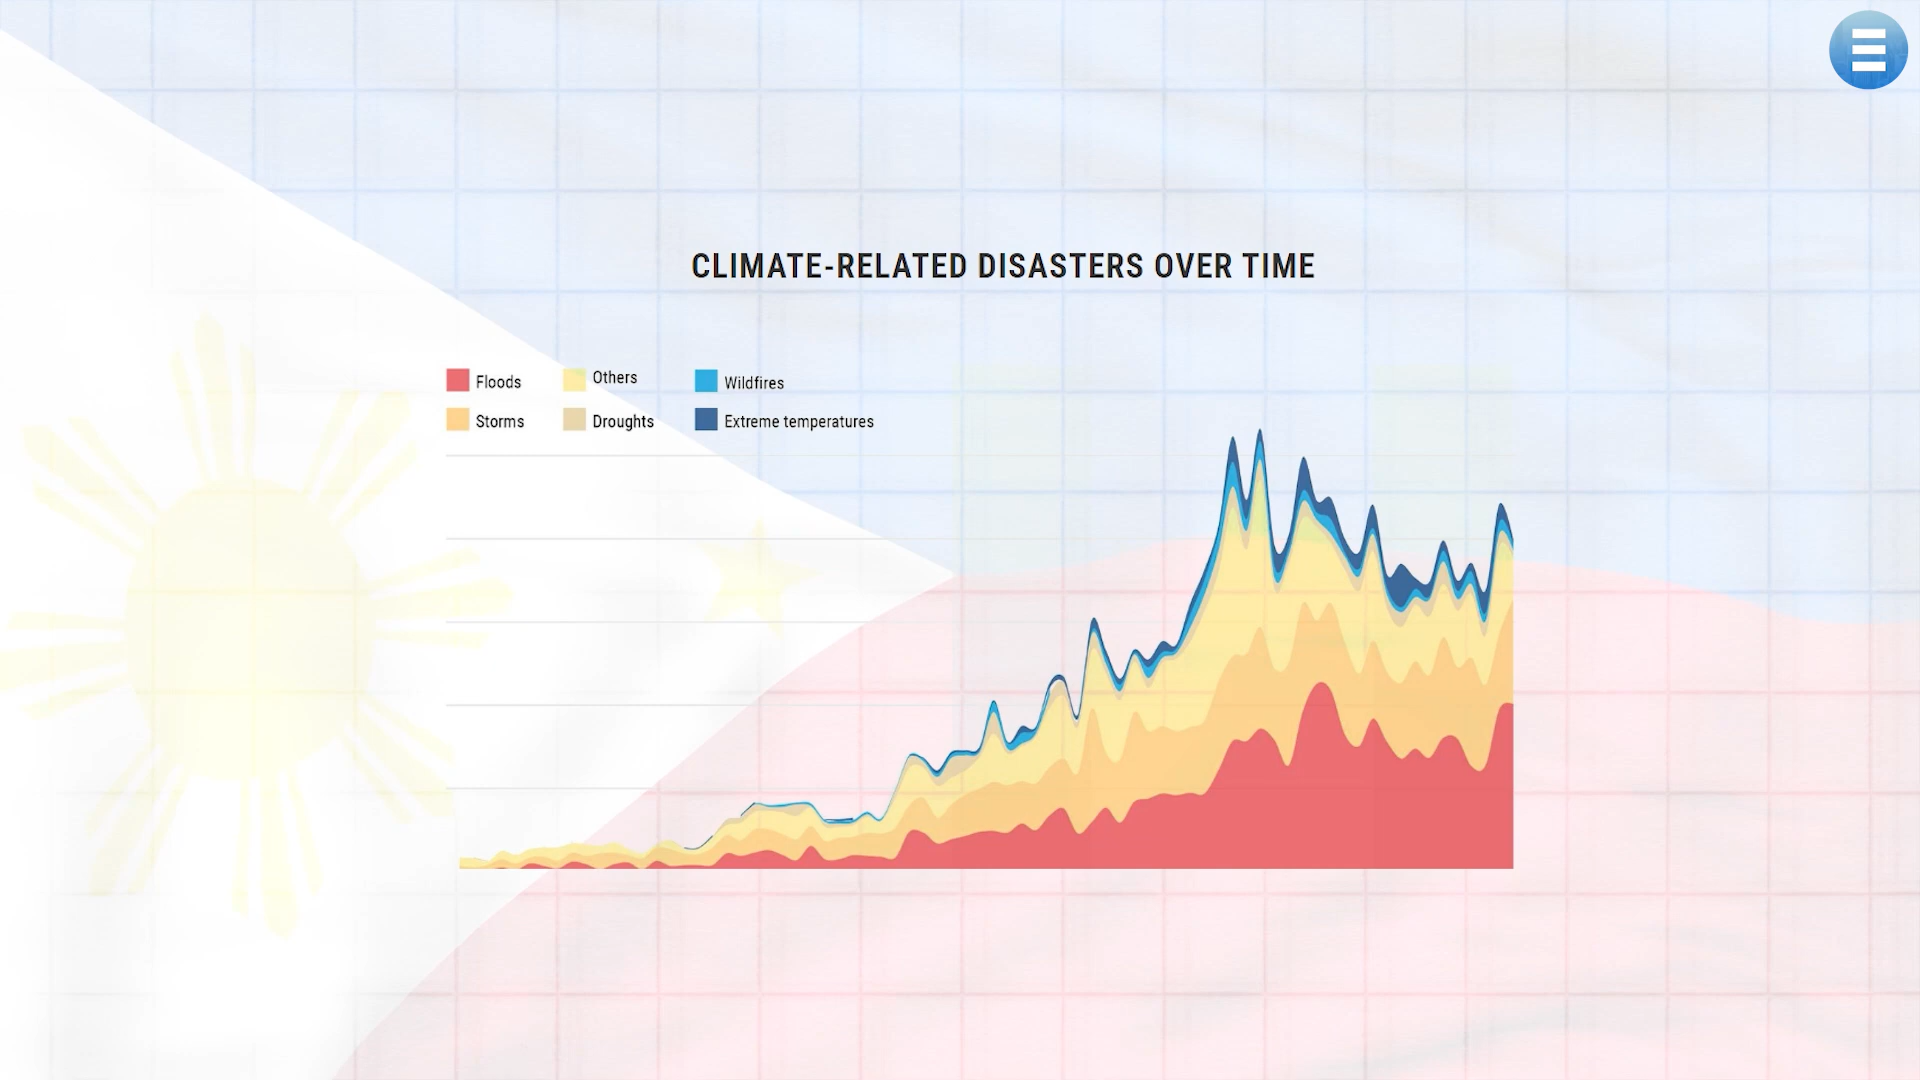 CLIMATE-RELATED DISASTERS OVER TIME
Floods
Others
Wildfires
Storms
Droughts
Extreme temperatures